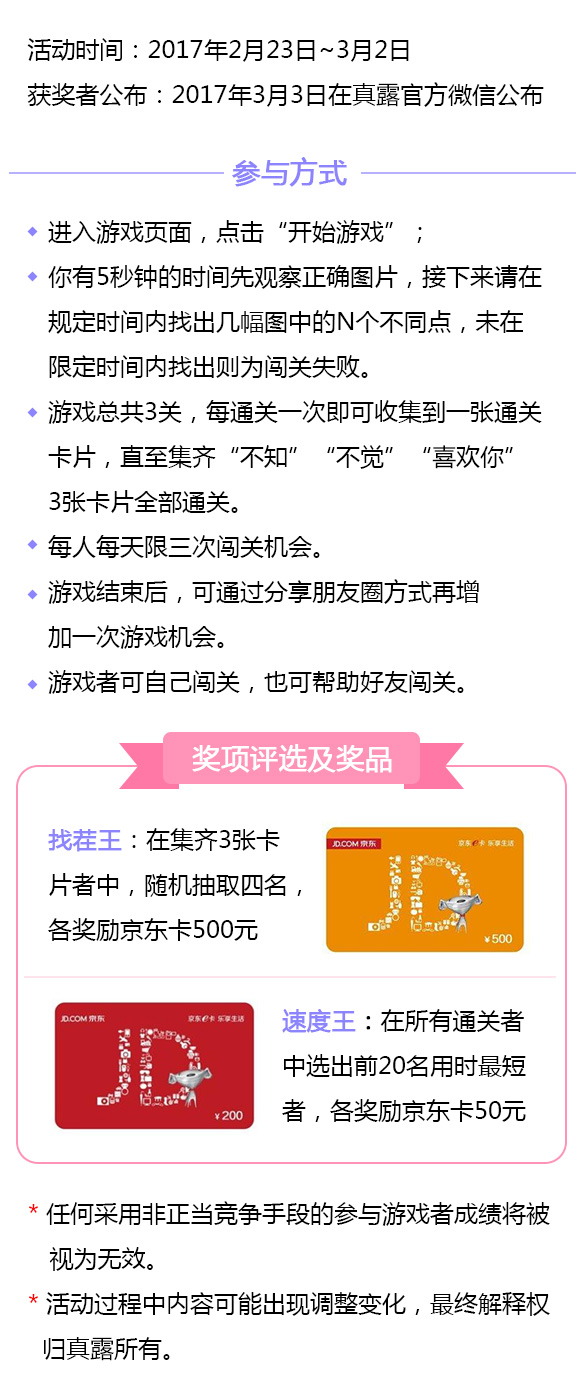 活动时间：2017年2月23日~3月2日
获奖者公布：2017年3月3日在真露官方微信公布
参与方式
进入游戏页面，点击“开始游戏”；
你有5秒钟的时间先观察正确图片，接下来请在
规定时间内找出几幅图中的N个不同点，未在
限定时间内找出则为闯关失败。
游戏总共3关，每通关一次即可收集到一张通关
卡片，直至集齐“不知”“不觉”“喜欢你”
3张卡片全部通关。
每人每天限三次闯关机会。
游戏结束后，可通过分享朋友圈方式再增
加一次游戏机会。
游戏者可自己闯关，也可帮助好友闯关。
奖项评选及奖品
找茬王：在集齐3张卡
片者中，随机抽取四名，
各奖励京东卡500元
JD.COM 京东
京东e卡 乐享生活
¥500
JD.COM 京东
京东e卡 乐享生活
¥200
速度王：在所有通关者
中选出前20名用时最短
者，各奖励京东卡50元
* 任何采用非正当竞争手段的参与游戏者成绩将被
视为无效。
* 活动过程中内容可能出现调整变化，最终解释权
归真露所有。